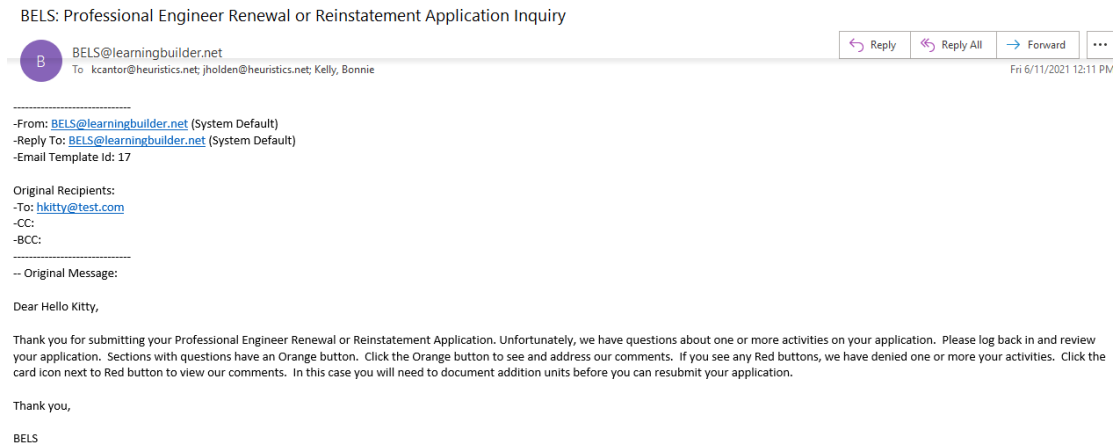 BELS: Professional Engineer Renewal or Reinstatement Application Inquiry
B
BELS@learningbuilder.net
To kcantor@heuristics.net; jholden@heuristics.net; Kelly, Bonnie
Reply
Reply All
Forward
Fri 6/11/2021 12:11 PM
------------------------------
-From: BELS@learningbuilder.net (System Default)
-Reply To: BELS@learningbuilder.net (System Default)
-Email Template Id: 17
Original Recipients:
-To: hkitty@test.com
-CC:
-BCC:
------------------------------
-- Original Message:
Dear Hello Kitty,
Thank you for submitting your Professional Engineer Renewal or Reinstatement Application. Unfortunately, we have questions about one or more activities on your application.  Please log back in and review
your application.  Sections with questions have an Orange button.  Click the Orange button to see and address our comments.  If you see any Red buttons, we have denied one or more your activities.  Click the
card icon next to Red button to view our comments.  In this case you will need to document addition units before you can resubmit your application.
Thank you,
BELS